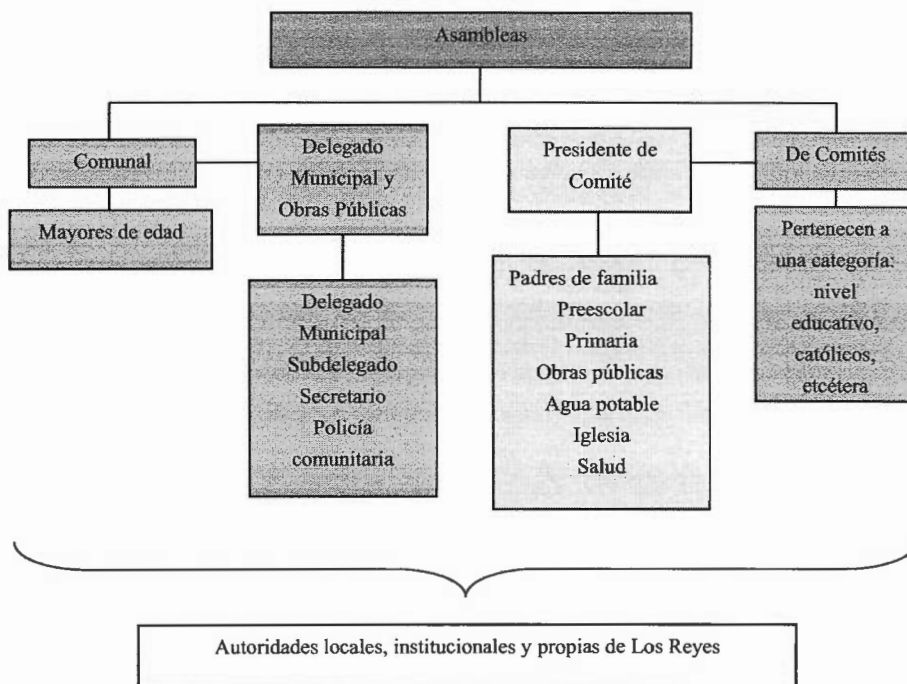 Asambleas
Comunal
Mayores de edad
Delegado
Municipal y
Obras Públicas
Delegado
Municipal
Subdelegado
Secretario
Policía
comunitaria
Presidente de
Comité
Padres de familia
Preescolar
Primaria
Obras públicas
Agua potable
Iglesia
Salud
De Comités
Pertenecen a
una categoría:
nivel
educativo,
católicos,
etcétera
Autoridades locales, institucionales y propias de Los Reyes